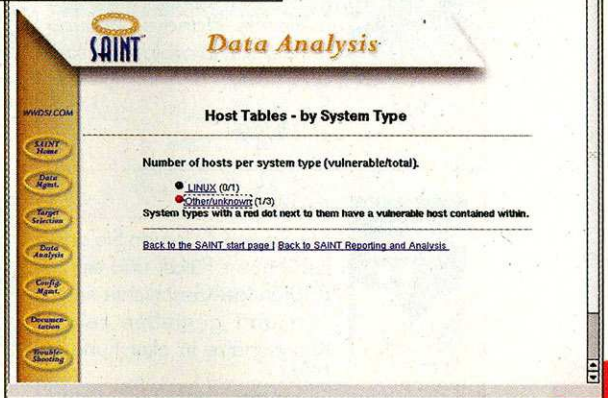 SAINT
Data Analysis
WWDSI.COM
Host Tables - by System Type
SAINT
Home
Number of hosts per system type (vulnerable/total).
Data
Mgmt.
LINUX (0/1)
Other/unknown (1/3)
Target
Selection
System types with a red dot next to them have a vulnerable host contained within.
Data
Analysis
Back to the SAINT start page | Back to SAINT Reporting and Analysis
Config.
Mgmt.
Documen-
tation
Trouble-
Shooting